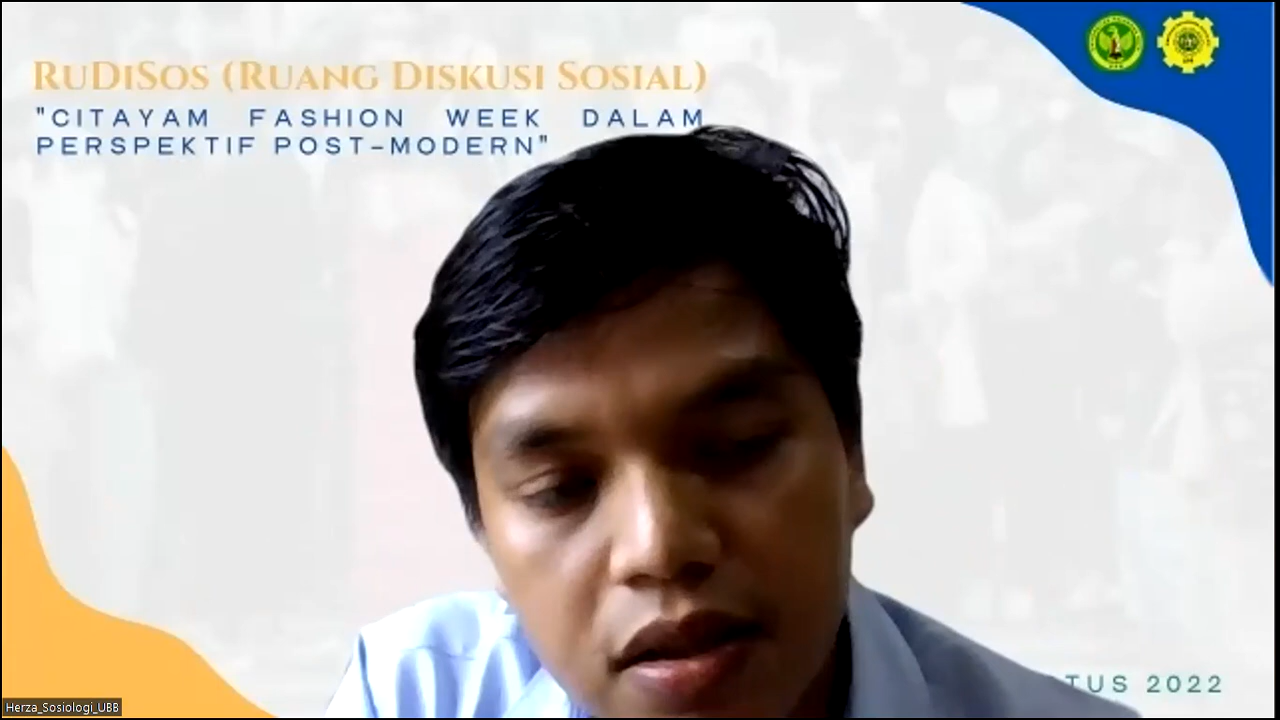 RuDiSos (Ruang Diskusi Sosial)
"CITAYAM FASHION WEEK DALAM
PERSPEKTIF POST-MODERN"
TUS 2022
Herza_Sosiologi_UBB